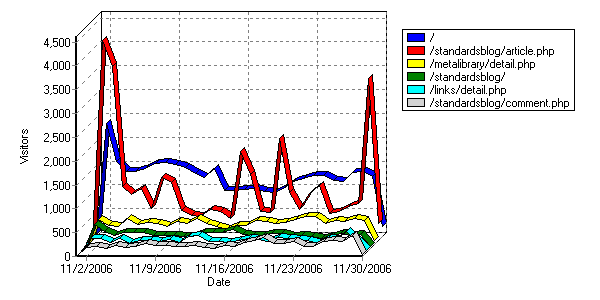 4,500
4,000
3,500
3,000
2,500
2,000
1,500
1,000
500
0
Visitors
11/2/2006 11/9/2006 11/16/2006 11/23/2006 11/30/2006
Date
/
/standardsblog/article.php
/metalibrary/detail.php
/standardsblog/
/links/detail.php
/standardsblog/comment.php